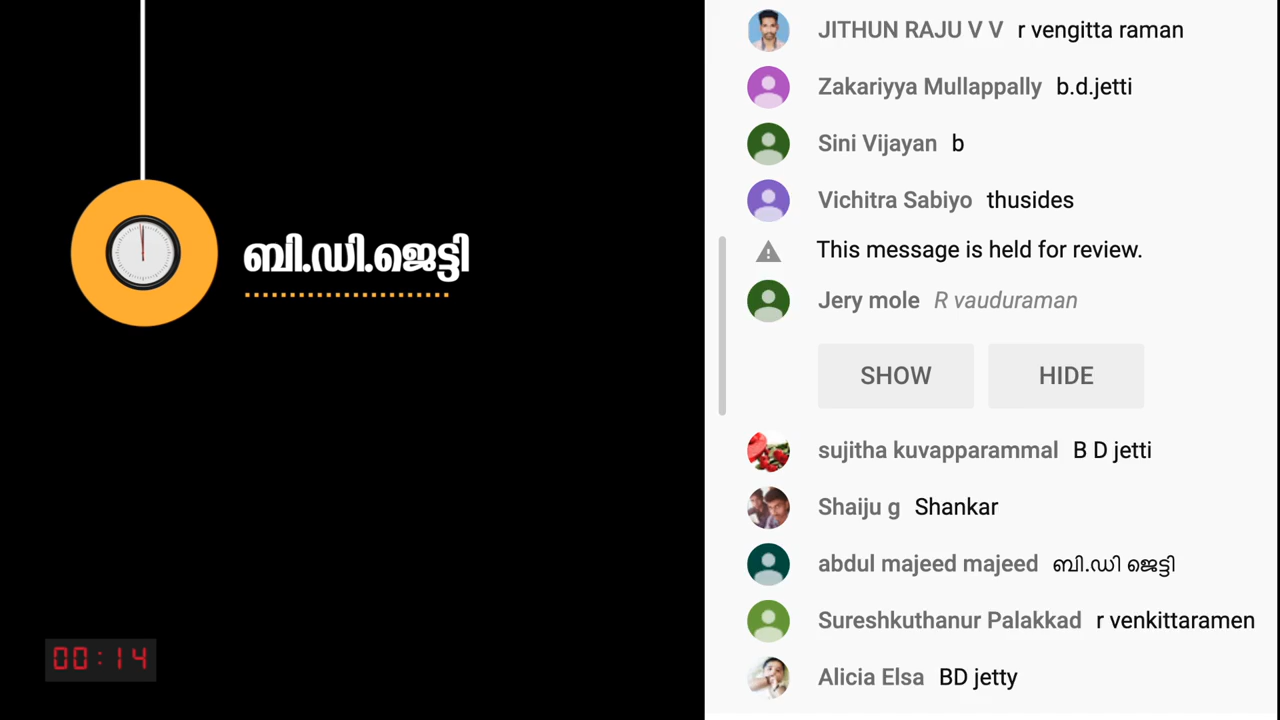 ബി.ഡി.ജെട്ടി
00:14
JITHUN RAJU V V r vengitta raman
Zakariyya Mullappally b.d.jetti
Sini Vijayan b
Vichitra Sabiyo thusides
This message is held for review.
Jery mole R vauduraman
SHOW HIDE
sujitha kuvapparammal B D jetti
Shaiju g Shankar
abdul majeed majeed ബി.ഡി ജെട്ടി
Sureshkuthanur Palakkad r venkittaramen
Alicia Elsa BD jetty